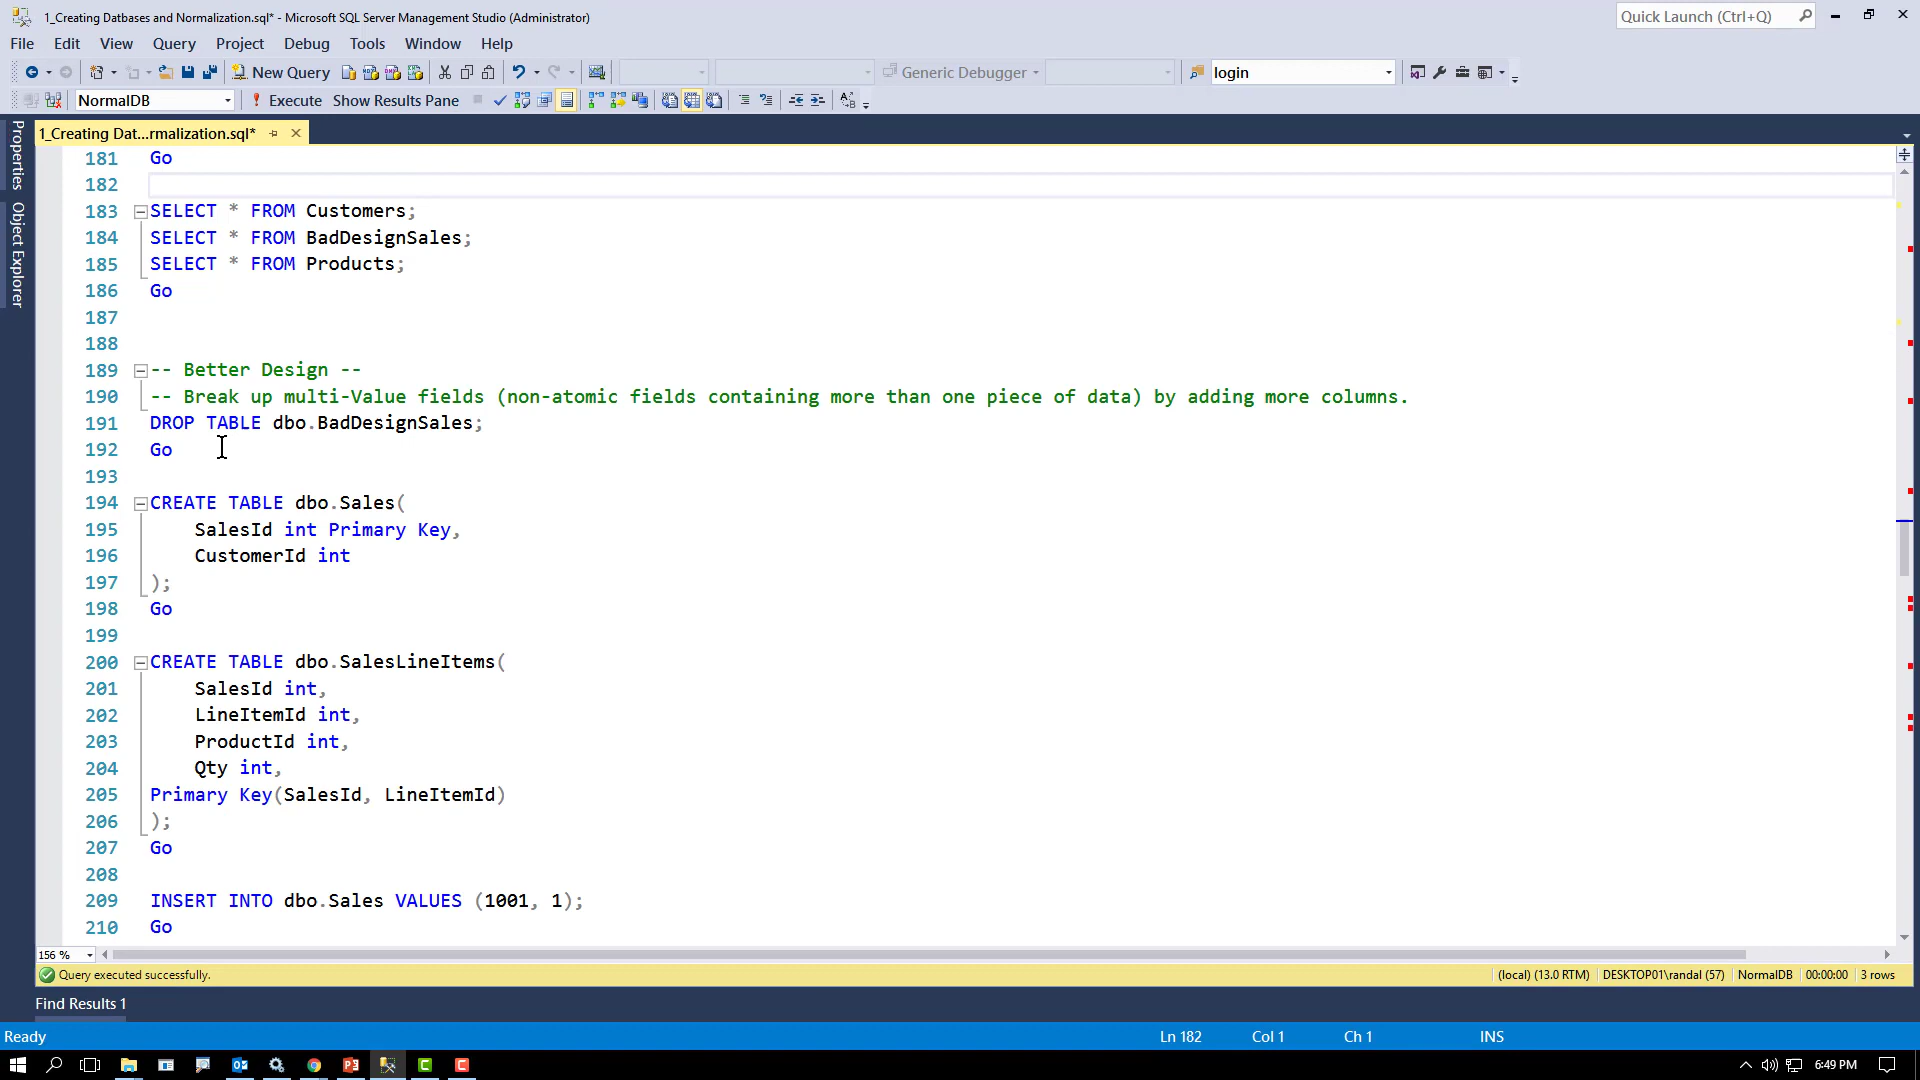 1_Creating Datbases and Normalization.sql* - Microsoft SQL Server Management Studio (Administrator)
Quick Launch (Ctrl+Q)
File Edit View Query Project Debug Tools Window Help
New Query
Generic Debugger
login
NormalDB
Execute Show Results Pane
Properties
Object Explorer
1_Creating Dat...rmalization.sql*
181 Go
182
183 SELECT * FROM Customers;
184 SELECT * FROM BadDesignSales;
185 SELECT * FROM Products;
186 Go
187
188
189 -- Better Design --
190 -- Break up multi-Value fields (non-atomic fields containing more than one piece of data) by adding more columns.
191 DROP TABLE dbo.BadDesignSales;
192 Go
193
194 CREATE TABLE dbo.Sales(
195 SalesId int Primary Key,
196 CustomerId int
197 );
198 Go
199
200 CREATE TABLE dbo.SalesLineItems(
201 SalesId int,
202 LineItemId int,
203 ProductId int,
204 Qty int,
205 Primary Key(SalesId, LineItemId)
206 );
207 Go
208
209 INSERT INTO dbo.Sales VALUES (1001, 1);
210 Go
156 %
Query executed successfully. (local) (13.0 RTM) DESKTOP01\randal (57) NormalDB 00:00:00 3 rows
Find Results 1
Ready Ln 182 Col 1 Ch 1 INS
6:49 PM